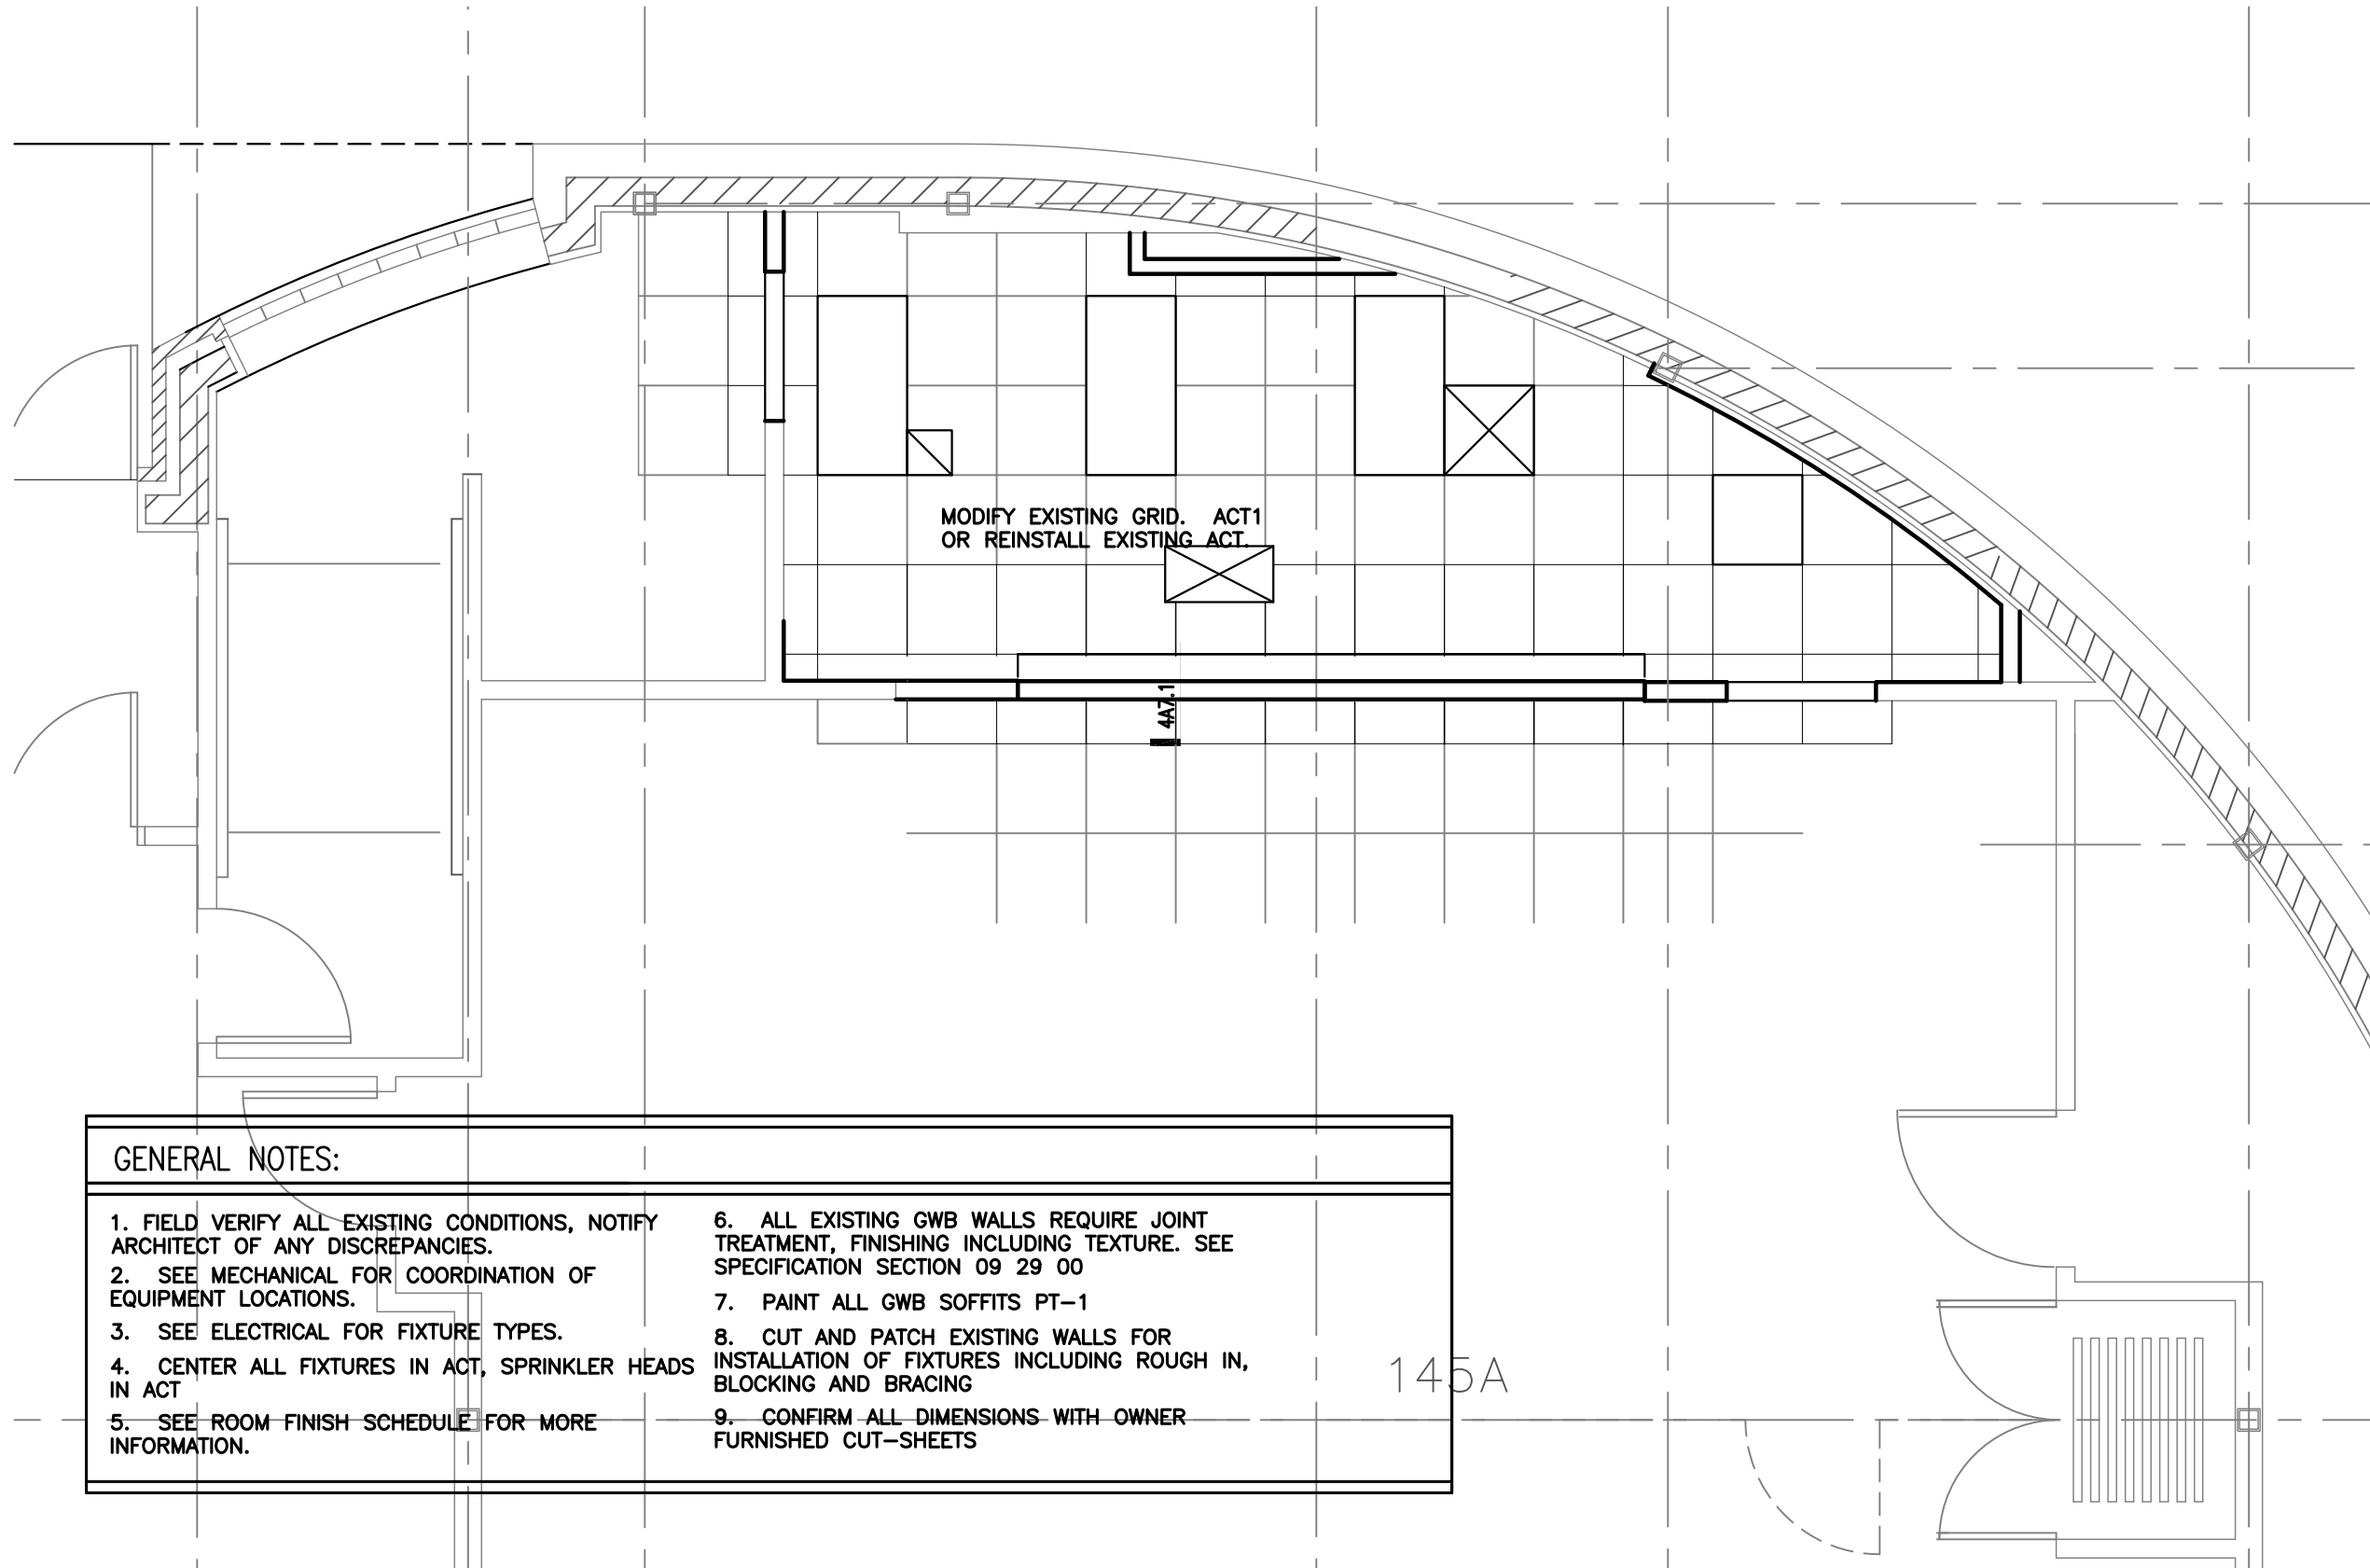 MODIFY EXISTING GRID. ACT1
OR REINSTALL EXISTING ACT.
4A7.1
GENERAL NOTES:
1. FIELD VERIFY ALL EXISTING CONDITIONS, NOTIFY
ARCHITECT OF ANY DISCREPANCIES.
2. SEE MECHANICAL FOR COORDINATION OF
EQUIPMENT LOCATIONS.
3. SEE ELECTRICAL FOR FIXTURE TYPES.
4. CENTER ALL FIXTURES IN ACT, SPRINKLER HEADS
IN ACT
5. SEE ROOM FINISH SCHEDULE FOR MORE
INFORMATION.
6. ALL EXISTING GWB WALLS REQUIRE JOINT
TREATMENT, FINISHING INCLUDING TEXTURE. SEE
SPECIFICATION SECTION 09 29 00
7. PAINT ALL GWB SOFFITS PT-1
8. CUT AND PATCH EXISTING WALLS FOR
INSTALLATION OF FIXTURES INCLUDING ROUGH IN,
BLOCKING AND BRACING
9. CONFIRM ALL DIMENSIONS WITH OWNER
FURNISHED CUT-SHEETS
145A